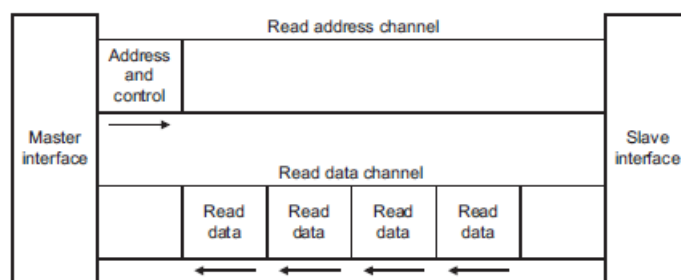 Read address channel
Address
and
control
Master
interface
Slave
interface
Read data channel
Read
data
Read
data
Read
data
Read
data